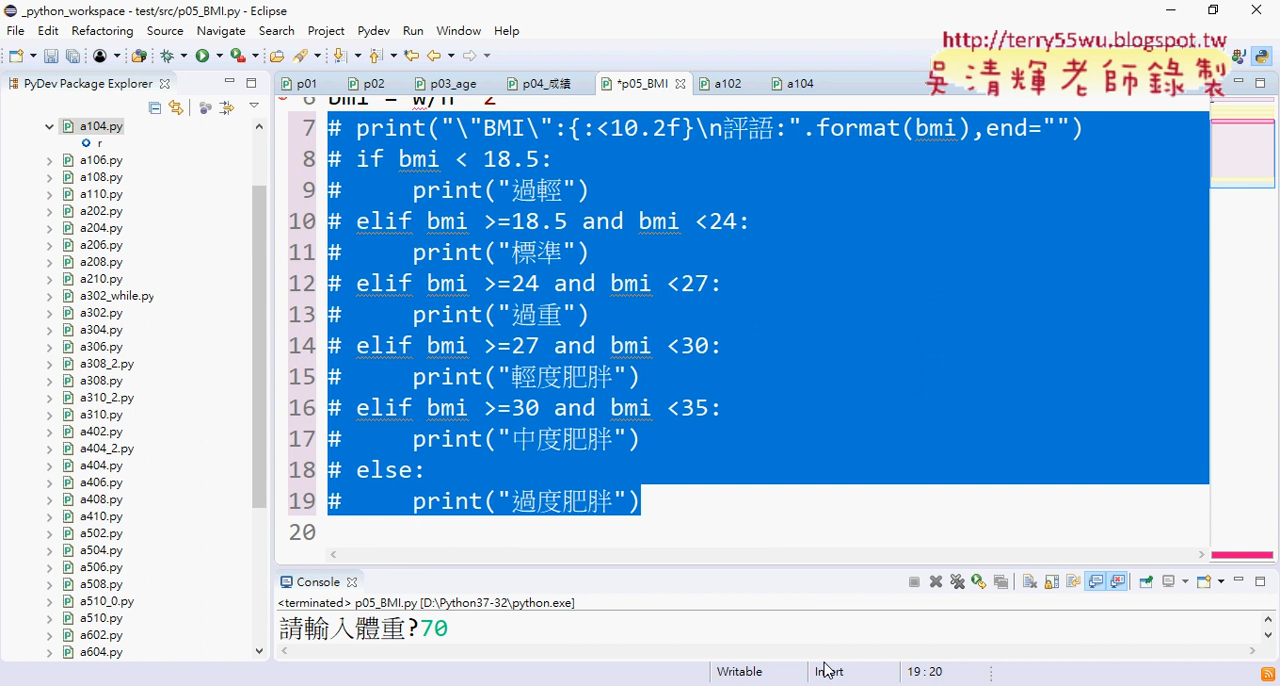 _python_workspace - test/src/p05_BMI.py - Eclipse
File Edit Refactoring Source Navigate Search Project Pydev Run Window Help
http://terry55wu.blogspot.tw
吳清輝老師錄製
PyDev Package Explorer
p01 p02 p03_age p04_成績 *p05_BMI a102 a104
a104.py
r
a106.py
a108.py
a110.py
a202.py
a204.py
a206.py
a208.py
a210.py
a302_while.py
a302.py
a304.py
a306.py
a308_2.py
a308.py
a310_2.py
a310.py
a402.py
a404_2.py
a404.py
a406.py
a408.py
a410.py
a502.py
a504.py
a506.py
a508.py
a510_0.py
a510.py
a602.py
a604.py
7 # print("\"BMI\":{:<10.2f}\n評語:".format(bmi),end="")
8 # if bmi < 18.5:
9 #     print("過輕")
10 # elif bmi >=18.5 and bmi <24:
11 #     print("標準")
12 # elif bmi >=24 and bmi <27:
13 #     print("過重")
14 # elif bmi >=27 and bmi <30:
15 #     print("輕度肥胖")
16 # elif bmi >=30 and bmi <35:
17 #     print("中度肥胖")
18 # else:
19 #     print("過度肥胖")
20
Console
<terminated> p05_BMI.py [D:\Python37-32\python.exe]
請輸入體重?70
Writable Insert 19 : 20